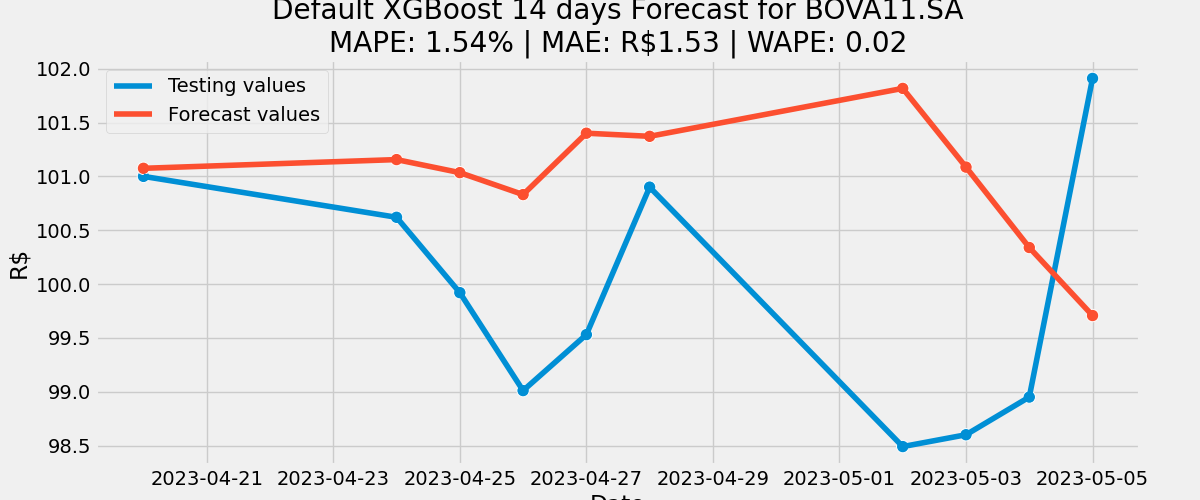 Default XGBoost 14 days Forecast for BOVA11.SA
MAPE: 1.54% | MAE: R$1.53 | WAPE: 0.02
Testing values
Forecast values
R$
102.0
101.5
101.0
100.5
100.0
99.5
99.0
98.5
2023-04-21 2023-04-23 2023-04-25 2023-04-27 2023-04-29 2023-05-01 2023-05-03 2023-05-05
Date